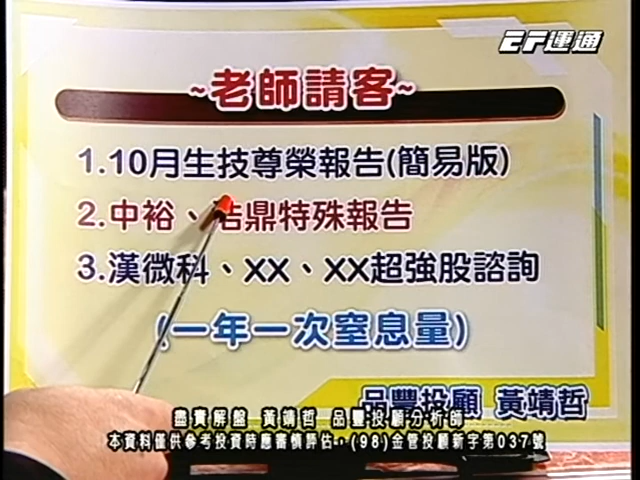 EF運通
~老師請客~
1.10月生技尊榮報告(簡易版)
2.中裕、浩鼎特殊報告
3.漢微科、XX、XX超強股諮詢
(一年一次窒息量)
品豐投顧 黃靖哲
盡實解盤 黃靖哲 品豐投顧分析師
本資料僅供參考投資時應審慎評估,(98)金管投顧新字第037號